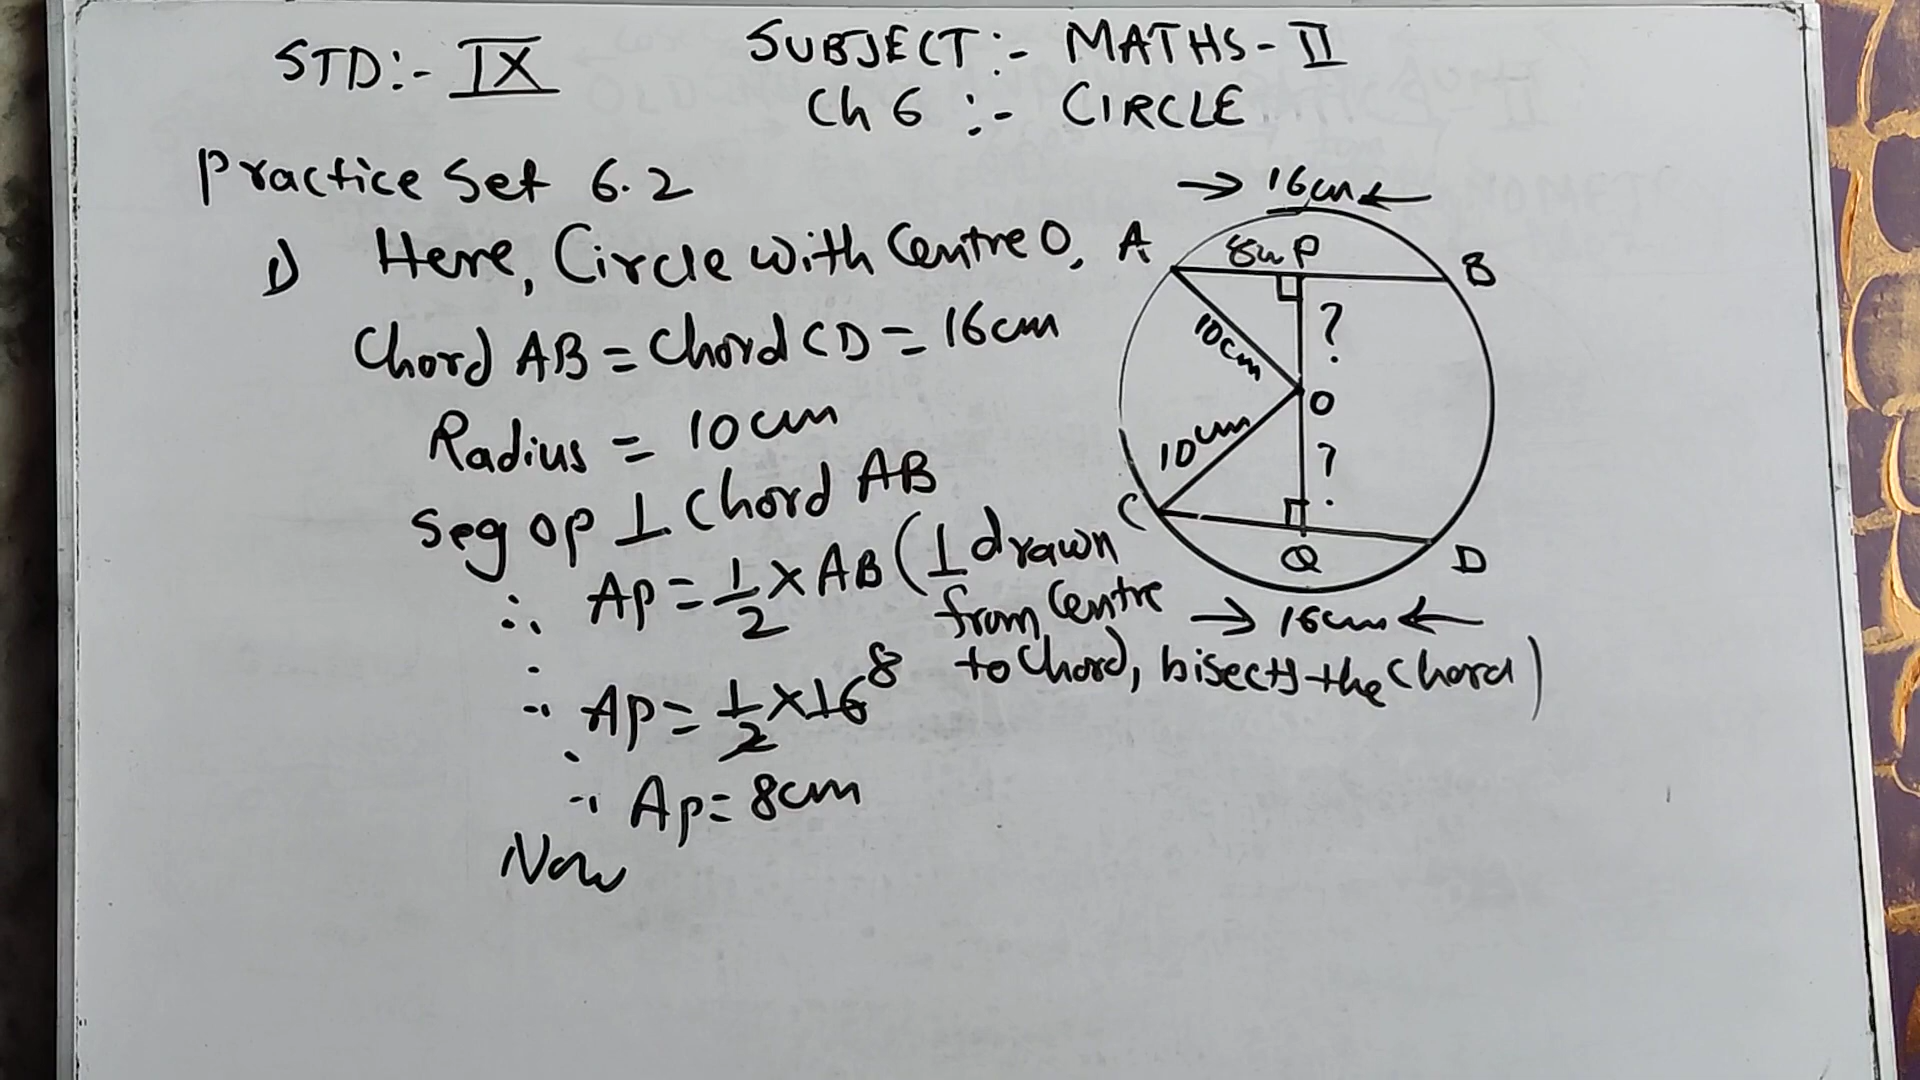 STD:- IX
SUBJECT:- MATHS-II
Ch 6 :- CIRCLE
Practice Set 6.2
1) Here, Circle with Centre O,
Chord AB = Chord CD = 16cm
Radius = 10cm
Seg OP ⊥ Chord AB
∴ AP = 1/2 × AB (⊥ drawn
from Centre
to Chord, bisects the Chord)
∴ AP = 1/2 × 16 8
∴ AP = 8cm
Now
→ 16cm ←
A
8cm
P
B
10cm
?
O
10cm
?
C
Q
D
→ 16cm ←